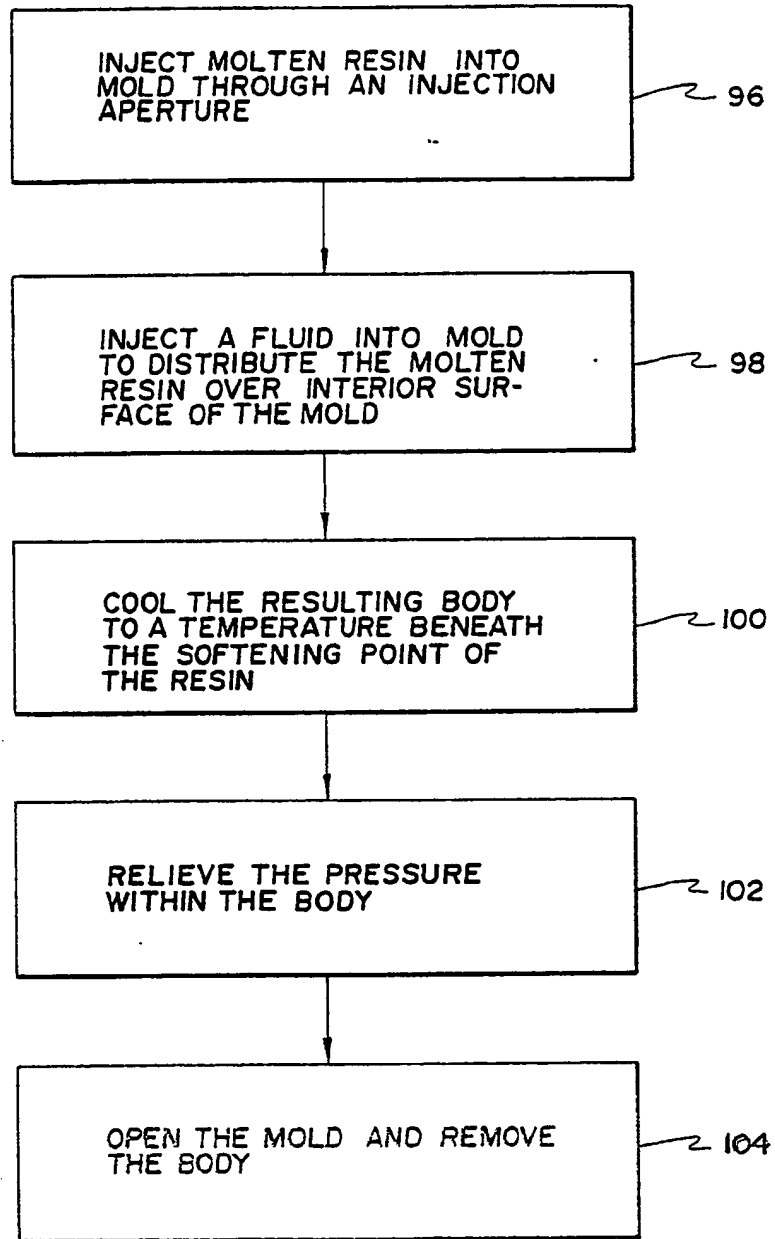 INJECT MOLTEN RESIN INTO
MOLD THROUGH AN INJECTION
APERTURE
96
INJECT A FLUID INTO MOLD
TO DISTRIBUTE THE MOLTEN
RESIN OVER INTERIOR SUR-
FACE OF THE MOLD
98
COOL THE RESULTING BODY
TO A TEMPERATURE BENEATH
THE SOFTENING POINT OF
THE RESIN
100
RELIEVE THE PRESSURE
WITHIN THE BODY
102
OPEN THE MOLD AND REMOVE
THE BODY
104